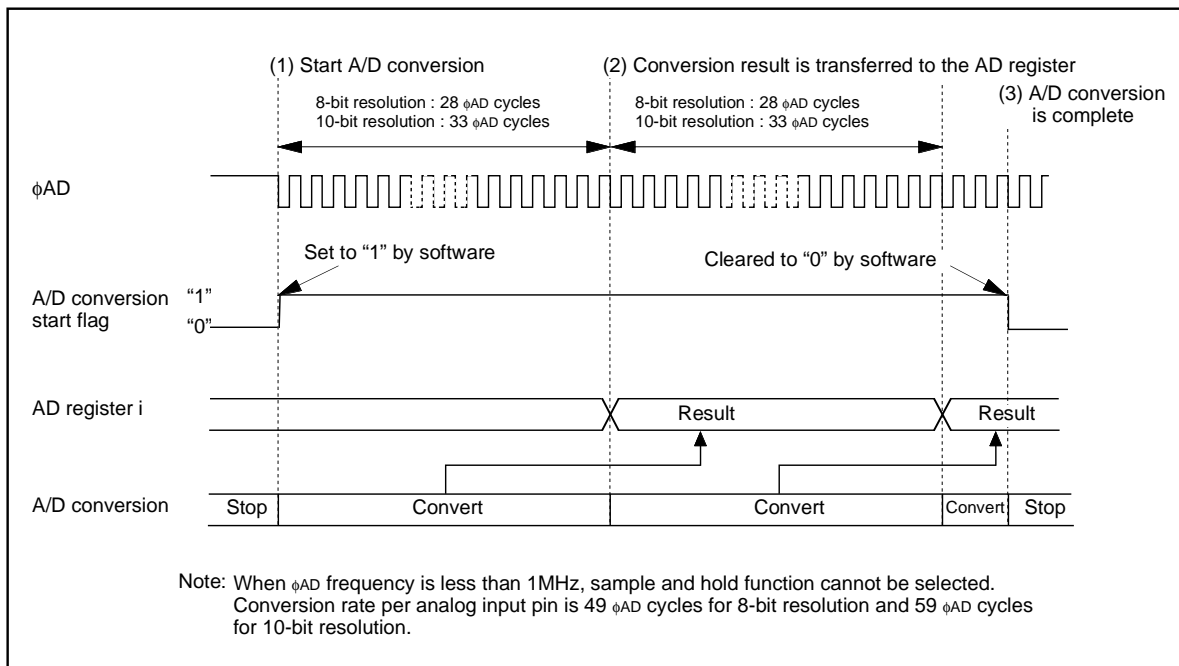 (1) Start A/D conversion
(2) Conversion result is transferred to the AD register
(3) A/D conversion
is complete
8-bit resolution : 28 φAD cycles
10-bit resolution : 33 φAD cycles
8-bit resolution : 28 φAD cycles
10-bit resolution : 33 φAD cycles
φAD
Set to “1” by software
Cleared to “0” by software
A/D conversion
start flag
“1”
“0”
AD register i
Result
Result
A/D conversion
Stop
Convert
Convert
Convert
Stop
Note: When φAD frequency is less than 1MHz, sample and hold function cannot be selected.
Conversion rate per analog input pin is 49 φAD cycles for 8-bit resolution and 59 φAD cycles
for 10-bit resolution.